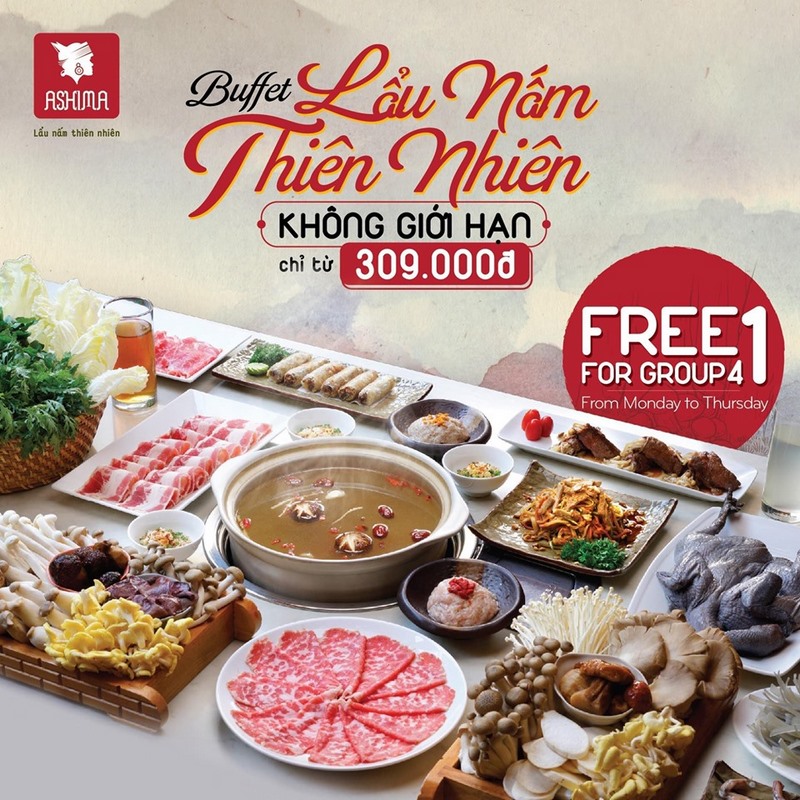 ASHIMA
Lẩu nấm thiên nhiên
Buffet Lẩu Nấm
Thiên Nhiên
KHÔNG GIỚI HẠN
chỉ từ 309.000đ
FREE 1
FOR GROUP 4
From Monday to Thursday